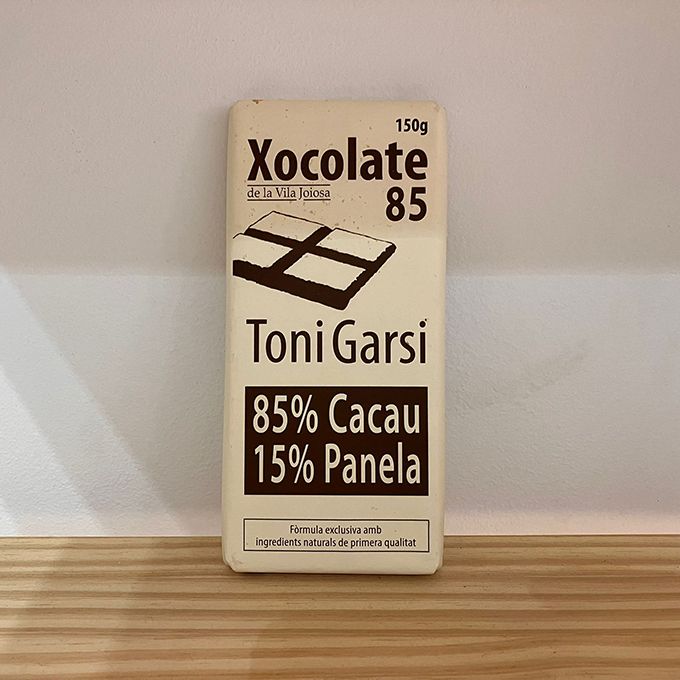 150g
Xocolate
de la Vila Joiosa
85
Toni Garsi
85% Cacau
15% Panela
Fòrmula exclusiva amb
ingredients naturals de primera qualitat